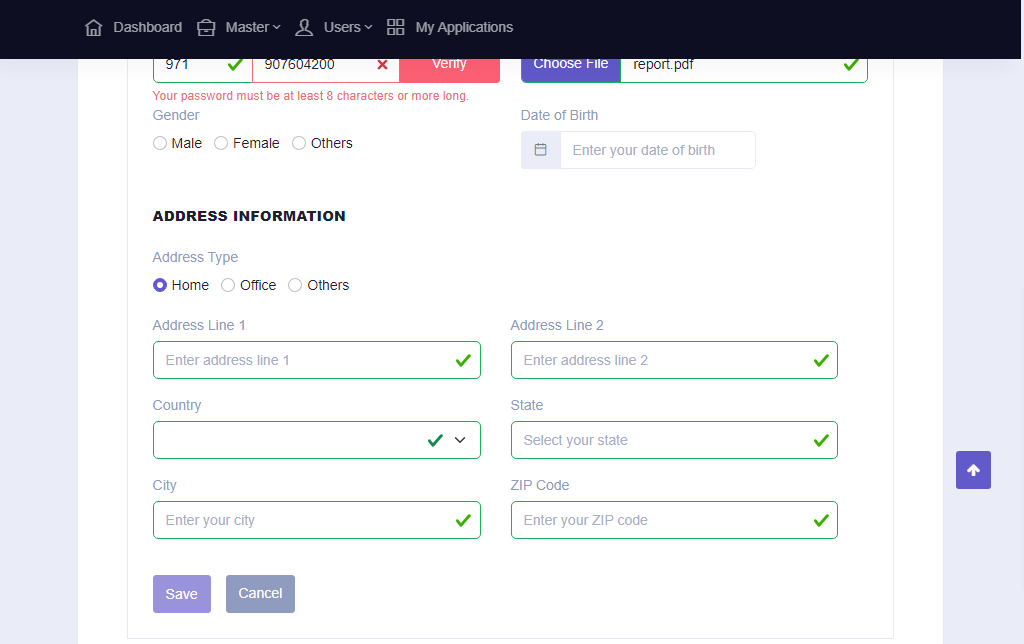 Dashboard Master Users My Applications
971 907604200 Verify Choose File report.pdf
Your password must be at least 8 characters or more long.
Gender Date of Birth
Male Female Others Enter your date of birth
ADDRESS INFORMATION
Address Type
Home Office Others
Address Line 1 Address Line 2
Enter address line 1 Enter address line 2
Country State
Select your state
City ZIP Code
Enter your city Enter your ZIP code
Save Cancel